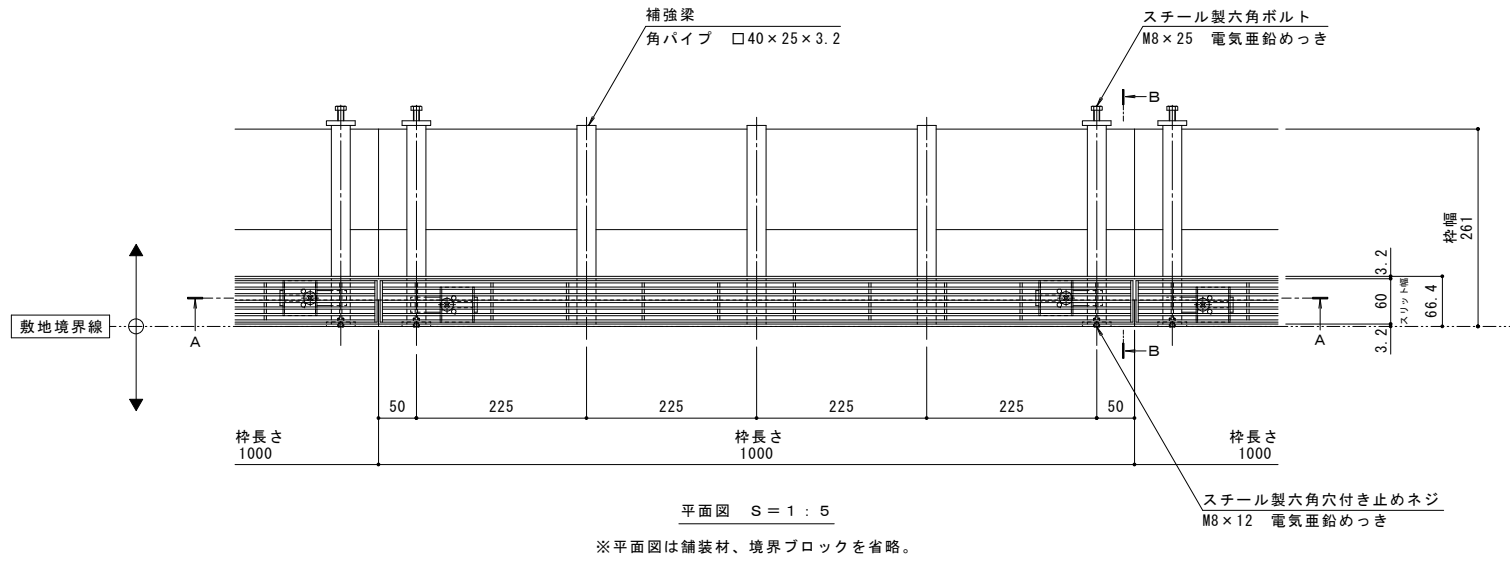 補強梁
角パイプ　□40×25×3.2
スチール製六角ボルト
M8×25　電気亜鉛めっき
B
枠幅
261
3.2
60
スリット幅
66.4
3.2
敷地境界線
A
A
B
50
225
225
225
225
50
枠長さ
1000
枠長さ
1000
枠長さ
1000
スチール製六角穴付き止めネジ
M8×12　電気亜鉛めっき
平面図　S＝1：5
※平面図は舗装材、境界ブロックを省略。